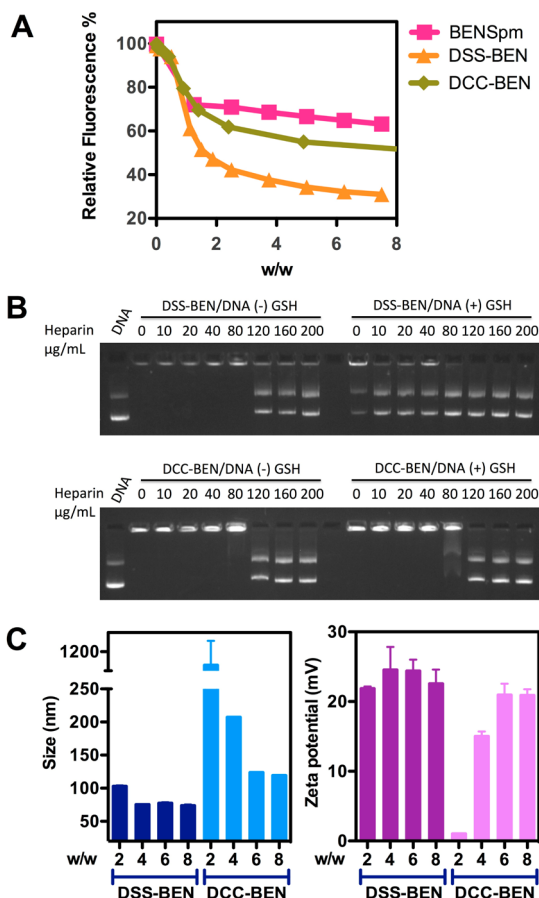 A
Relative Fluorescence %
100
80
60
40
20
0 2 4 6 8
w/w
BENSpm
DSS-BEN
DCC-BEN
B
DSS-BEN/DNA (-) GSH DSS-BEN/DNA (+) GSH
Heparin µg/mL DNA 0 10 20 40 80 120 160 200 0 10 20 40 80 120 160 200
DCC-BEN/DNA (-) GSH DCC-BEN/DNA (+) GSH
Heparin µg/mL DNA 0 10 20 40 80 120 160 200 0 10 20 40 80 120 160 200
C
Size (nm)
1200
250
200
150
100
50
w/w 2 4 6 8 2 4 6 8
DSS-BEN DCC-BEN
Zeta potential (mV)
30
20
10
0
w/w 2 4 6 8 2 4 6 8
DSS-BEN DCC-BEN